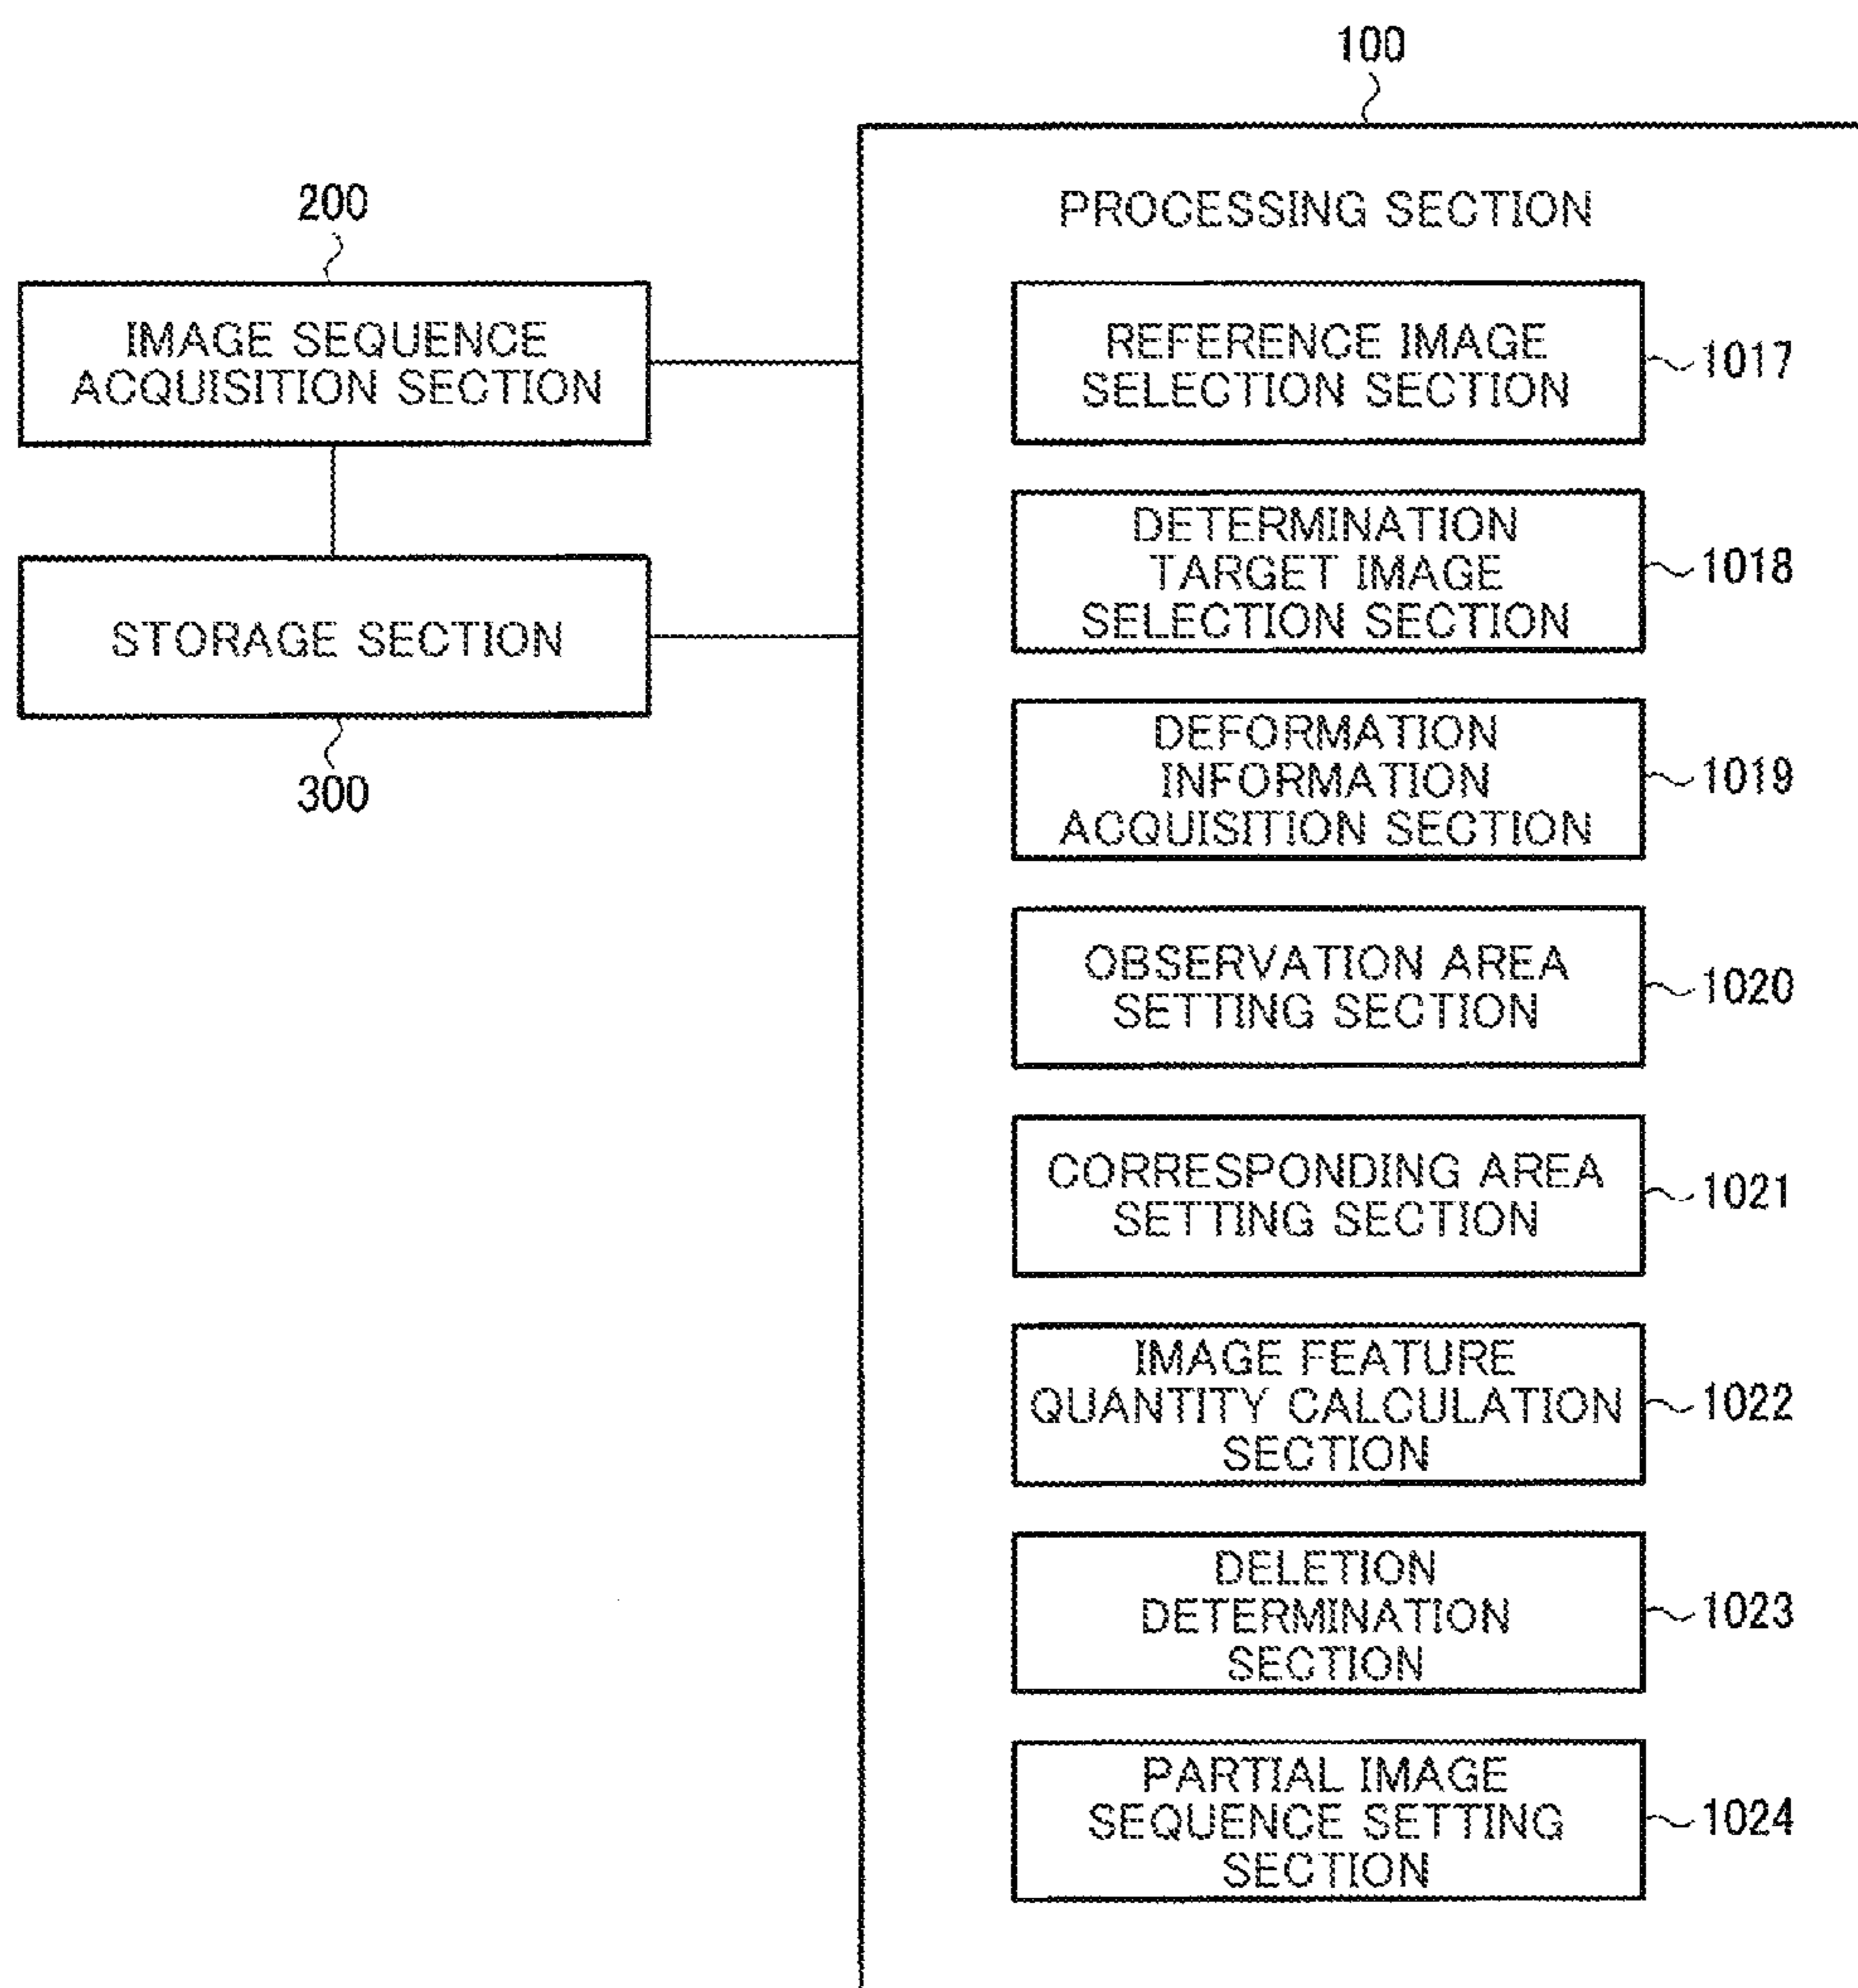 100
PROCESSING SECTION
200
IMAGE SEQUENCE
ACQUISITION SECTION
STORAGE SECTION
300
REFERENCE IMAGE
SELECTION SECTION
1017
DETERMINATION
TARGET IMAGE
SELECTION SECTION
1018
DEFORMATION
INFORMATION
ACQUISITION SECTION
1019
OBSERVATION AREA
SETTING SECTION
1020
CORRESPONDING AREA
SETTING SECTION
1021
IMAGE FEATURE
QUANTITY CALCULATION
SECTION
1022
DELETION
DETERMINATION
SECTION
1023
PARTIAL IMAGE
SEQUENCE SETTING
SECTION
1024